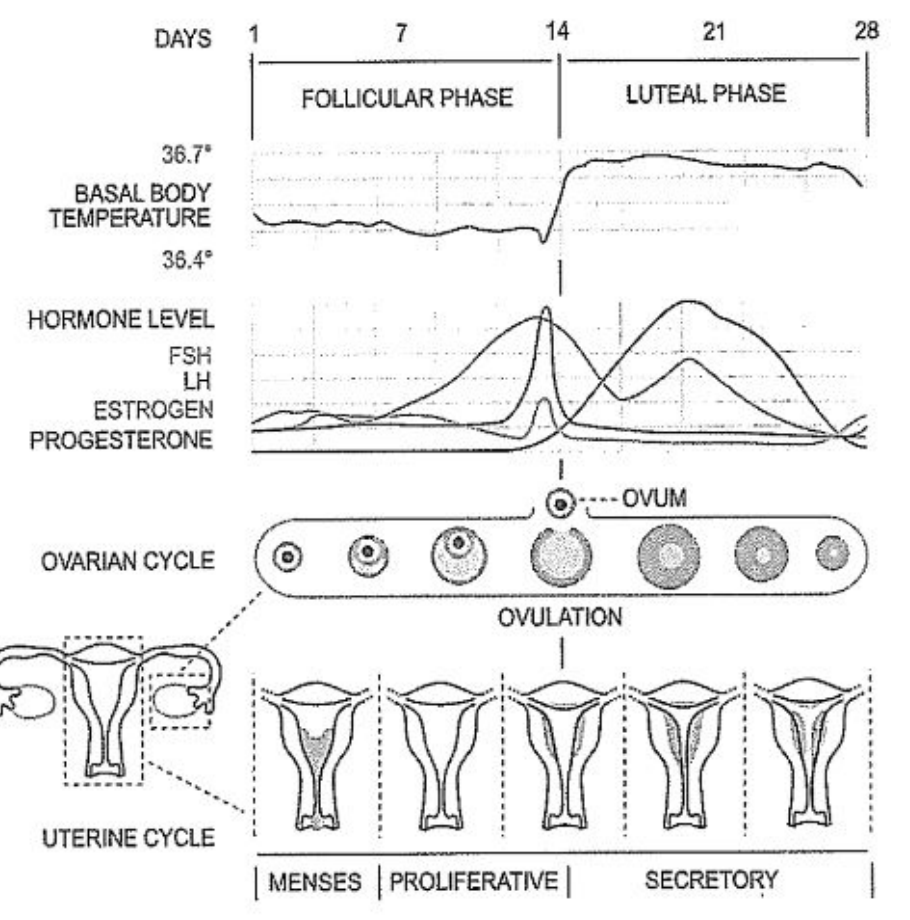 DAYS 1 7 14 21 28
FOLLICULAR PHASE LUTEAL PHASE
36.7°
BASAL BODY
TEMPERATURE
36.4°
HORMONE LEVEL
FSH
LH
ESTROGEN
PROGESTERONE
OVUM
OVARIAN CYCLE
OVULATION
UTERINE CYCLE
MENSES PROLIFERATIVE SECRETORY